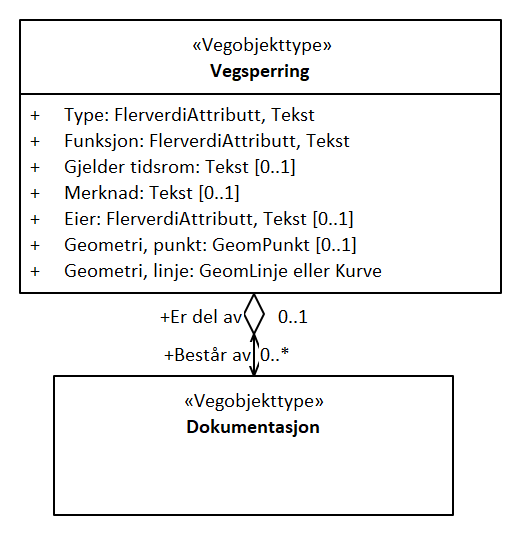 «Vegobjekttype»
Vegsperring
+ Type: FlerverdiAttributt, Tekst
+ Funksjon: FlerverdiAttributt, Tekst
+ Gjelder tidsrom: Tekst [0..1]
+ Merknad: Tekst [0..1]
+ Eier: FlerverdiAttributt, Tekst [0..1]
+ Geometri, punkt: GeomPunkt [0..1]
+ Geometri, linje: GeomLinje eller Kurve
+Er del av 0..1
+Består av 0..*
«Vegobjekttype»
Dokumentasjon